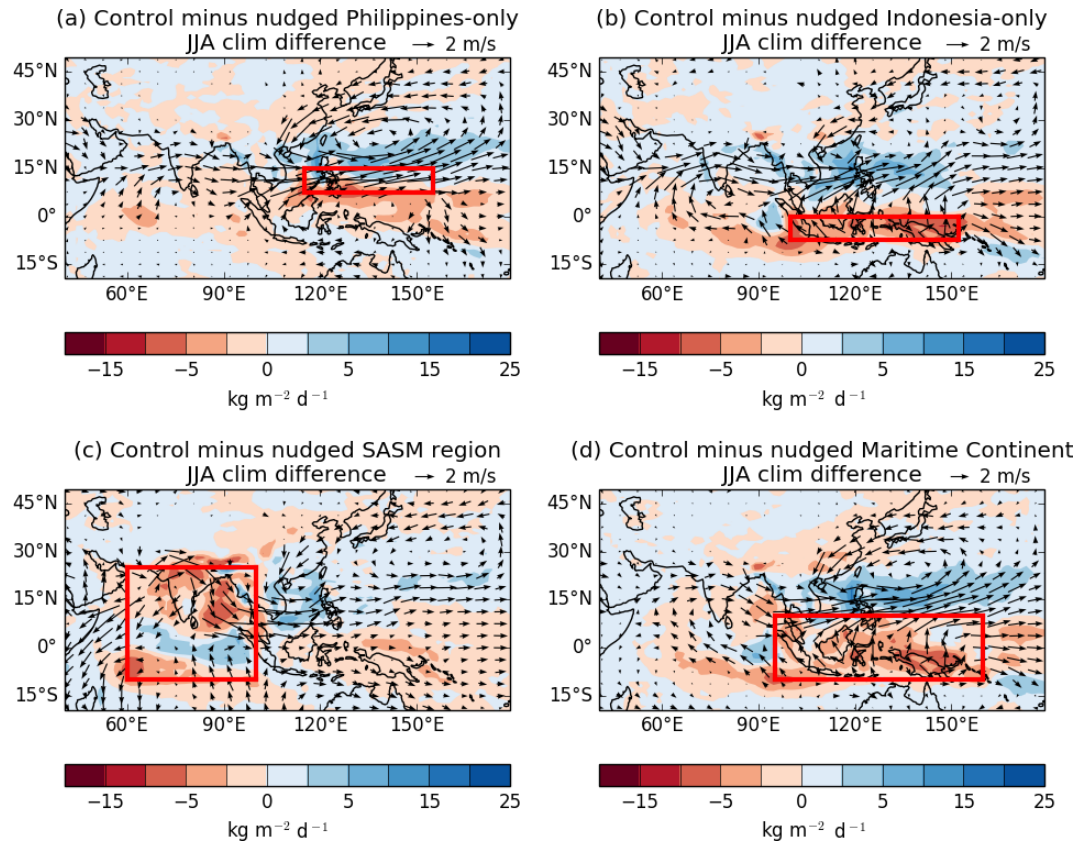 (a) Control minus nudged Philippines-only
JJA clim difference → 2 m/s
45°N
30°N
15°N
0°
15°S
60°E 90°E 120°E 150°E
−15 −5 0 5 15 25
kg m⁻² d⁻¹
(b) Control minus nudged Indonesia-only
JJA clim difference → 2 m/s
45°N
30°N
15°N
0°
15°S
60°E 90°E 120°E 150°E
−15 −5 0 5 15 25
kg m⁻² d⁻¹
(c) Control minus nudged SASM region
JJA clim difference → 2 m/s
45°N
30°N
15°N
0°
15°S
60°E 90°E 120°E 150°E
−15 −5 0 5 15 25
kg m⁻² d⁻¹
(d) Control minus nudged Maritime Continent
JJA clim difference → 2 m/s
45°N
30°N
15°N
0°
15°S
60°E 90°E 120°E 150°E
−15 −5 0 5 15 25
kg m⁻² d⁻¹